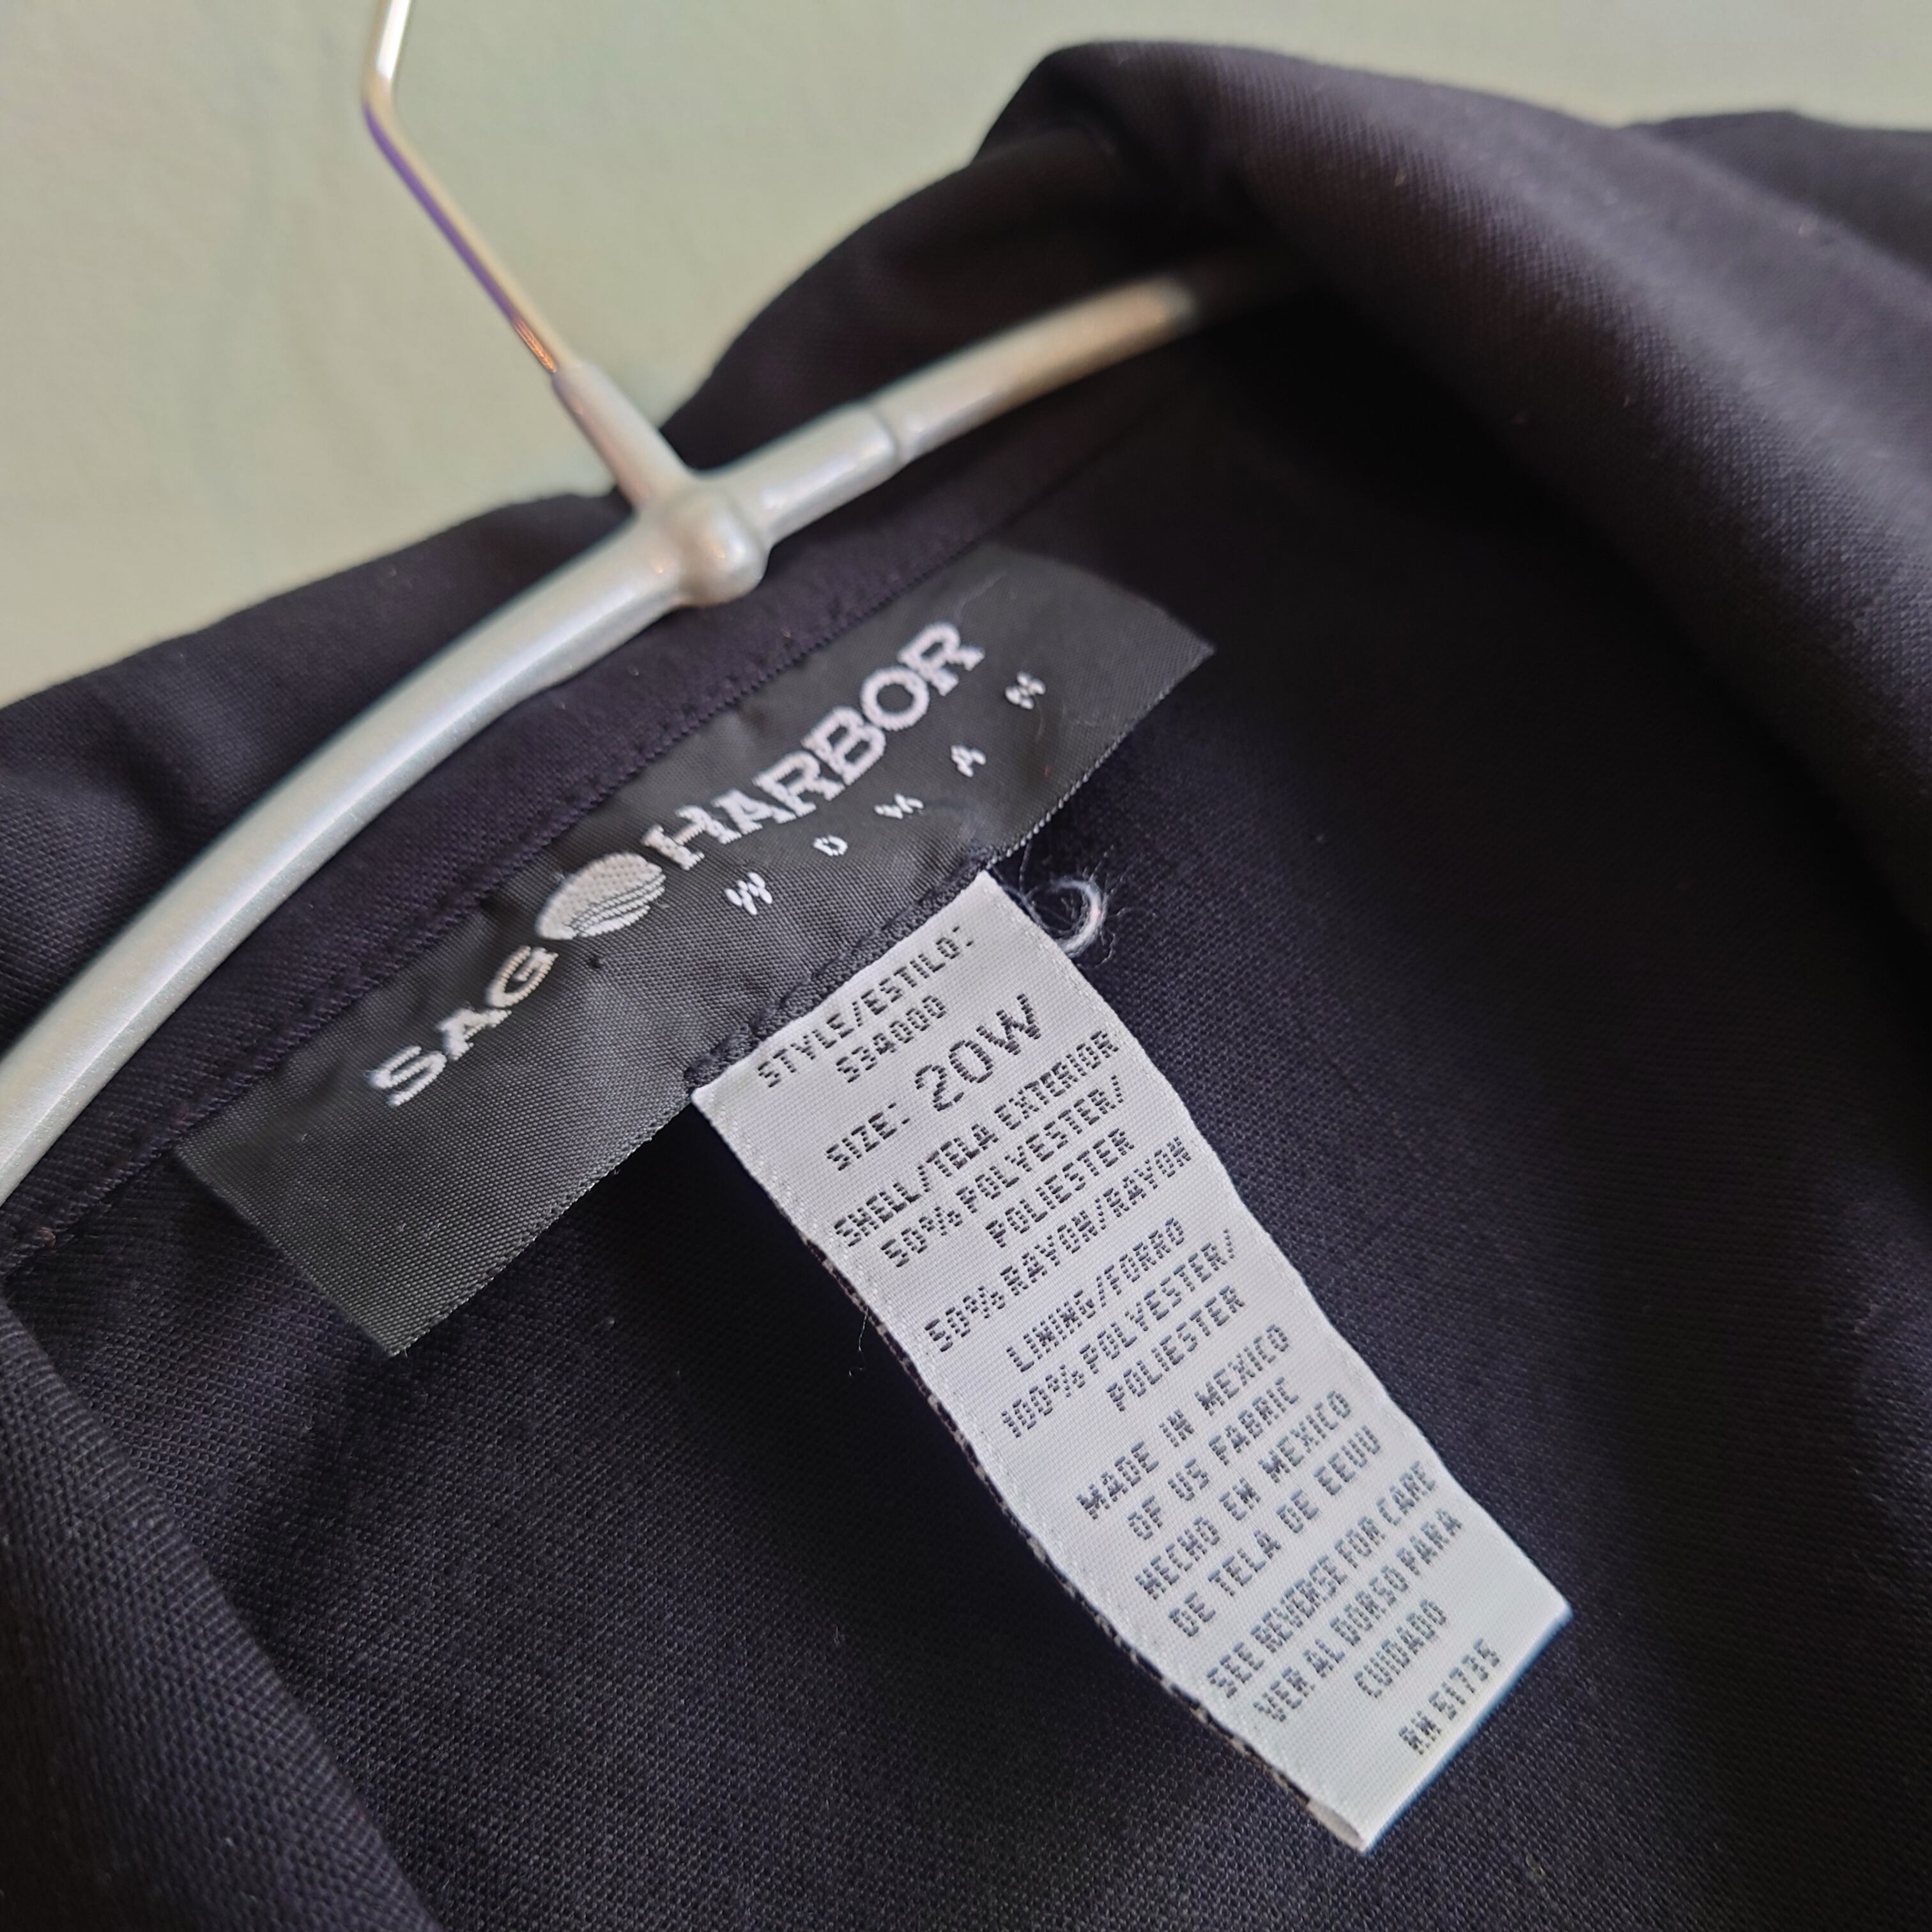 SAG HARBOR
WOMAN
STYLE/ESTILO:
S34000
SIZE: 20W
SHELL/TELA EXTERIOR
50% POLYESTER/
POLIESTER
50% RAYON/RAYON
LINING/FORRO
100% POLYESTER/
POLIESTER
MADE IN MEXICO
OF US FABRIC
HECHO EN MEXICO
DE TELA DE EEUU
SEE REVERSE FOR CARE
VER AL DORSO PARA
CUIDADO
RN 51735